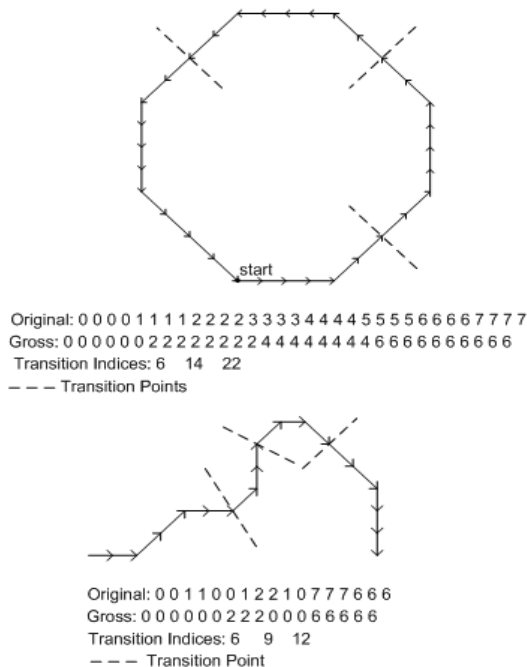 start
Original: 0 0 0 0 1 1 1 1 2 2 2 2 3 3 3 3 4 4 4 4 5 5 5 5 6 6 6 6 7 7 7 7
Gross: 0 0 0 0 0 0 2 2 2 2 2 2 2 2 4 4 4 4 4 4 4 4 6 6 6 6 6 6 6 6 6 6
Transition Indices: 6 14 22
– – – Transition Points
Original: 0 0 1 1 0 0 1 2 2 1 0 7 7 7 6 6 6
Gross: 0 0 0 0 0 0 2 2 2 0 0 0 6 6 6 6 6
Transition Indices: 6 9 12
– – – Transition Point